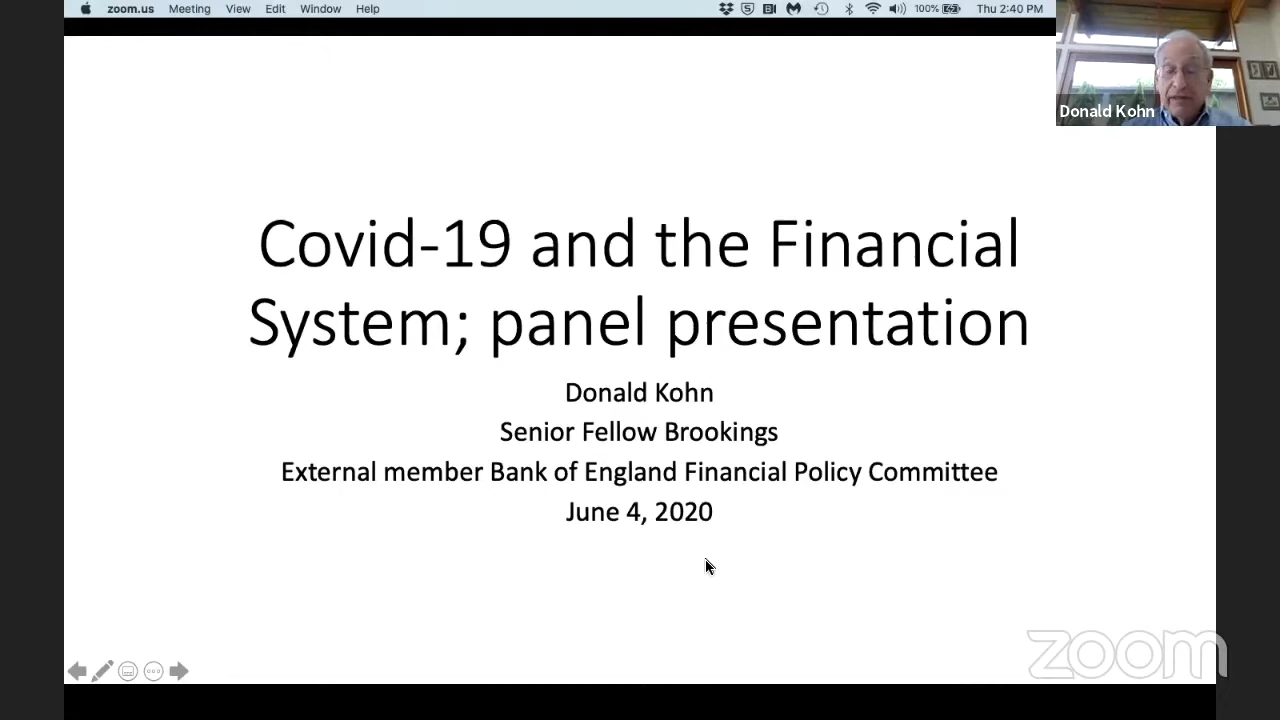 zoom.us Meeting View Edit Window Help 100% Thu 2:40 PM
Donald Kohn
Covid-19 and the Financial
System; panel presentation
Donald Kohn
Senior Fellow Brookings
External member Bank of England Financial Policy Committee
June 4, 2020
zoom